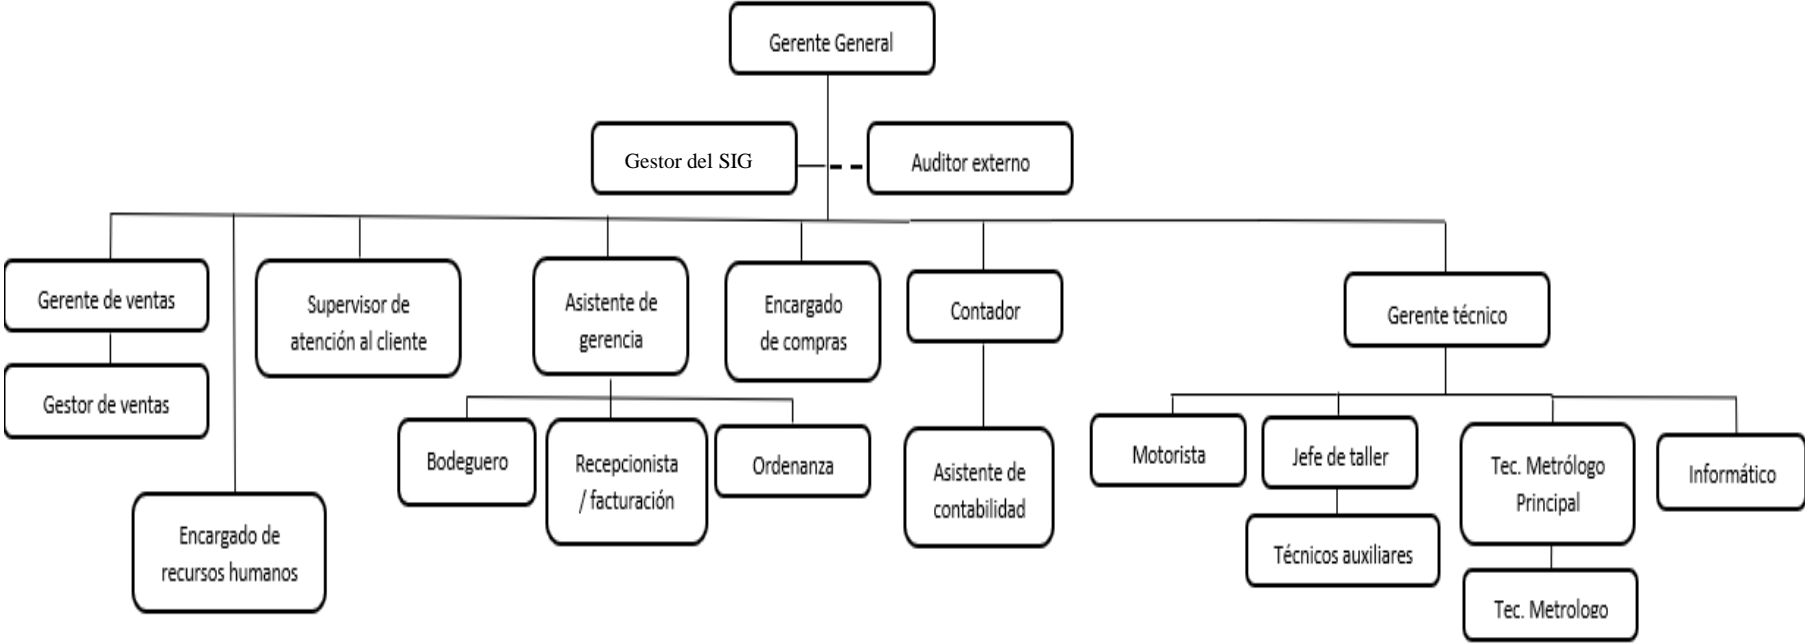 Gerente General
Gestor del SIG
Auditor externo
Gerente de ventas
Supervisor de
atención al cliente
Asistente de
gerencia
Encargado
de compras
Contador
Gerente técnico
Gestor de ventas
Bodeguero
Recepcionista
/ facturación
Ordenanza
Asistente de
contabilidad
Motorista
Jefe de taller
Tec. Metrólogo
Principal
Informático
Encargado de
recursos humanos
Técnicos auxiliares
Tec. Metrologo